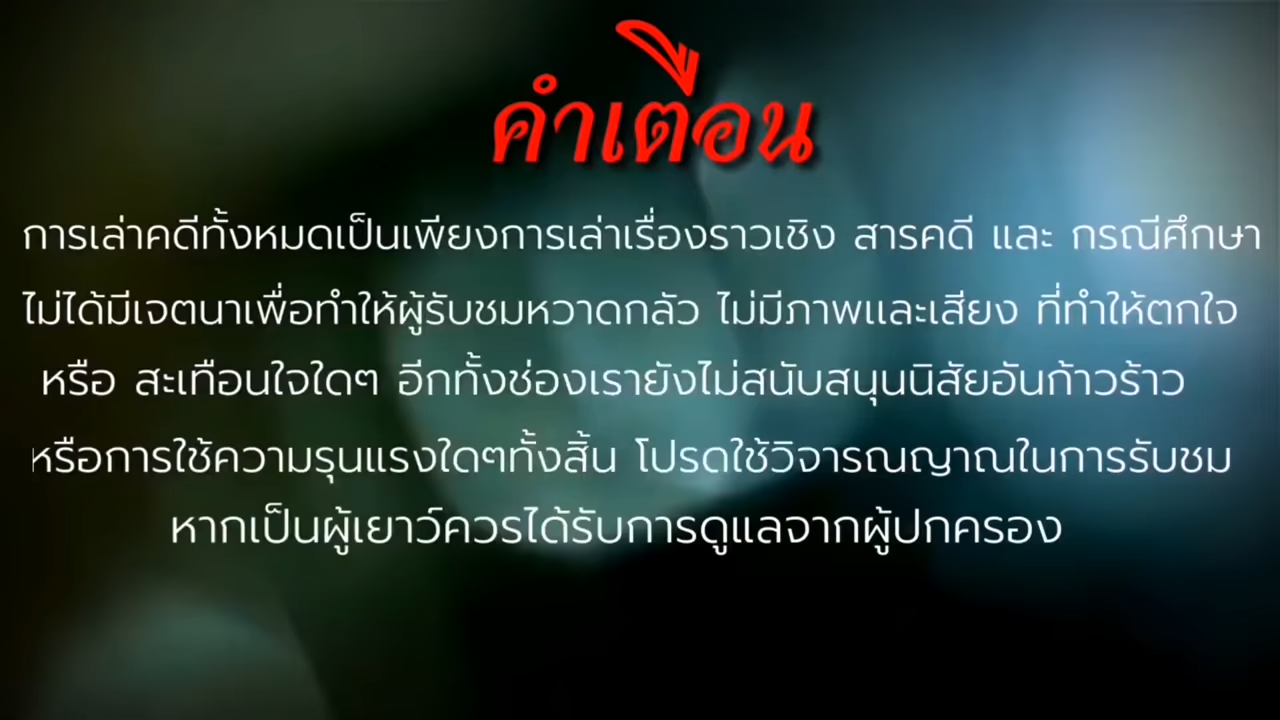 คำเตือน
การเล่าคดีทั้งหมดเป็นเพียงการเล่าเรื่องราวเชิง สารคดี และ กรณีศึกษา
ไม่ได้มีเจตนาเพื่อทำให้ผู้รับชมหวาดกลัว ไม่มีภาพและเสียง ที่ทำให้ตกใจ
หรือ สะเทือนใจใดๆ อีกทั้งช่องเรายังไม่สนับสนุนนิสัยอันก้าวร้าว
หรือการใช้ความรุนแรงใดๆทั้งสิ้น โปรดใช้วิจารณญาณในการรับชม
หากเป็นผู้เยาว์ควรได้รับการดูแลจากผู้ปกครอง